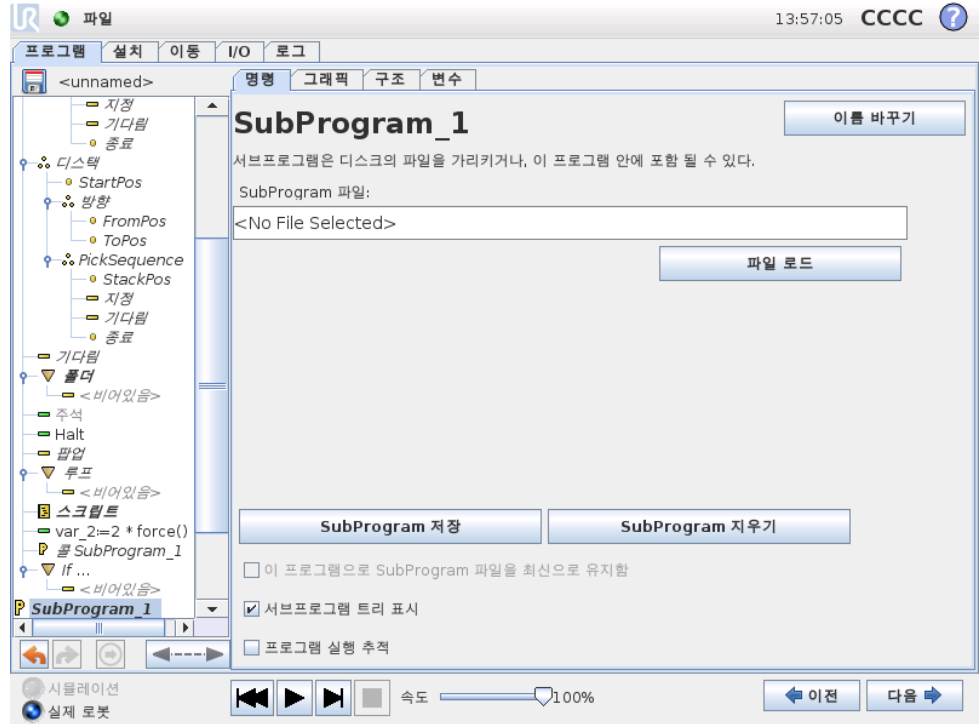 UR 파일 13:57:05 CCCC ?
프로그램 설치 이동 I/O 로그
<unnamed>
명령 그래픽 구조 변수
지정
기다림
종료
디스택
StartPos
방향
FromPos
ToPos
PickSequence
StackPos
지정
기다림
종료
기다림
폴더
<비어있음>
주석
Halt
팝업
루프
<비어있음>
스크립트
var_2:=2 * force()
콜 SubProgram_1
If ...
<비어있음>
SubProgram_1
SubProgram_1
이름 바꾸기
서브프로그램은 디스크의 파일을 가리키거나, 이 프로그램 안에 포함 될 수 있다.
SubProgram 파일:
<No File Selected>
파일 로드
SubProgram 저장 SubProgram 지우기
이 프로그램으로 SubProgram 파일을 최신으로 유지함
서브프로그램 트리 표시
프로그램 실행 추적
시뮬레이션
실제 로봇
속도 100%
이전 다음